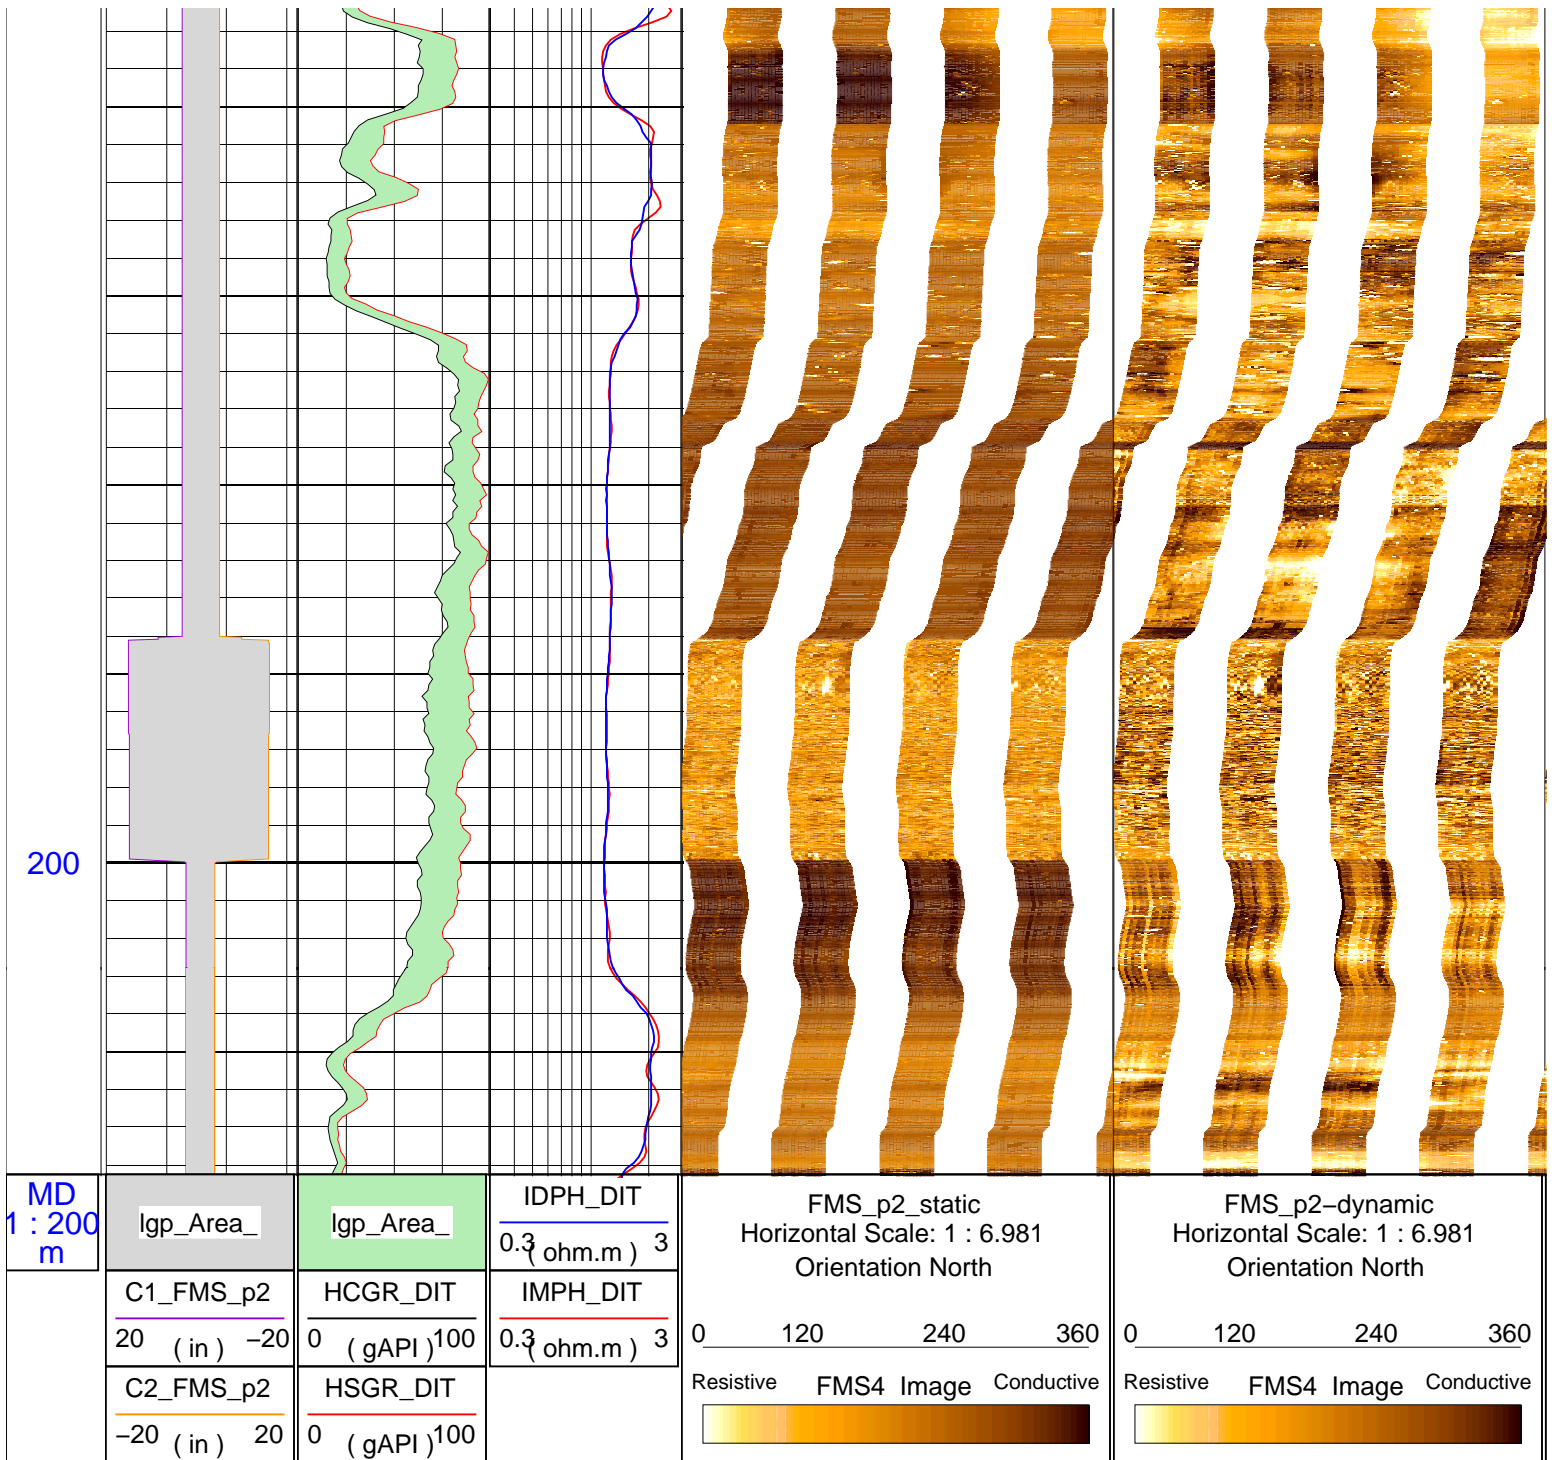 200
MD
1 : 200
m
Igp_Area_
C1_FMS_p2
20 ( in ) −20
C2_FMS_p2
−20 ( in ) 20
Igp_Area_
HCGR_DIT
0 ( gAPI ) 100
HSGR_DIT
0 ( gAPI ) 100
IDPH_DIT
0.3 ( ohm.m ) 3
IMPH_DIT
0.3 ( ohm.m ) 3
FMS_p2_static
Horizontal Scale: 1 : 6.981
Orientation North
0 120 240 360
Resistive FMS4 Image Conductive
FMS_p2−dynamic
Horizontal Scale: 1 : 6.981
Orientation North
0 120 240 360
Resistive FMS4 Image Conductive